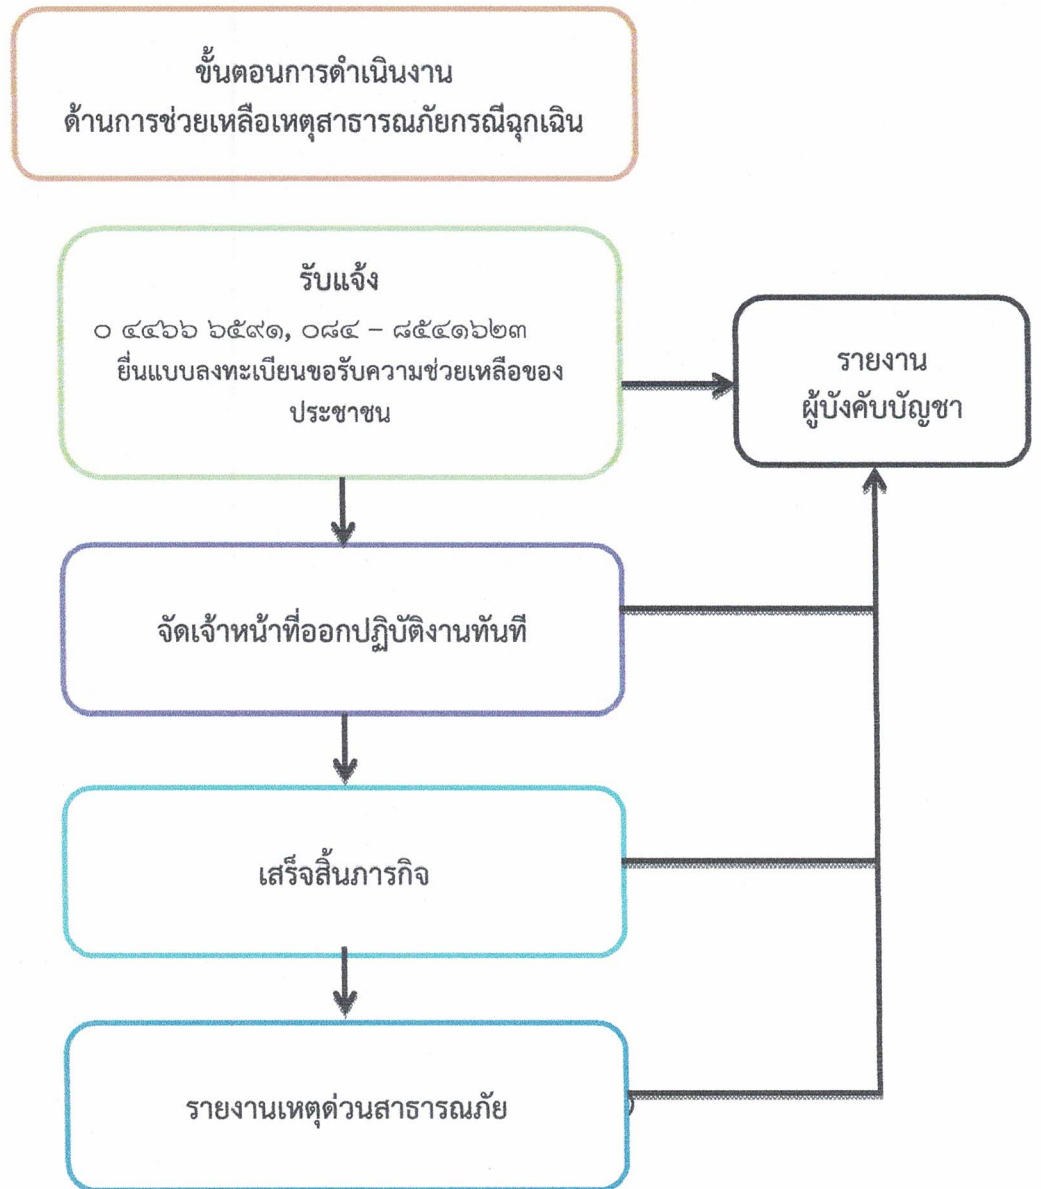 ขั้นตอนการดำเนินงาน
ด้านการช่วยเหลือเหตุสาธารณภัยกรณีฉุกเฉิน
รับแจ้ง
๐ ๔๔๖๖ ๖๕๙๑, ๐๘๔ – ๘๕๔๑๖๒๓
ยื่นแบบลงทะเบียนขอรับความช่วยเหลือของ
ประชาชน
รายงาน
ผู้บังคับบัญชา
จัดเจ้าหน้าที่ออกปฏิบัติงานทันที
เสร็จสิ้นภารกิจ
รายงานเหตุด่วนสาธารณภัย